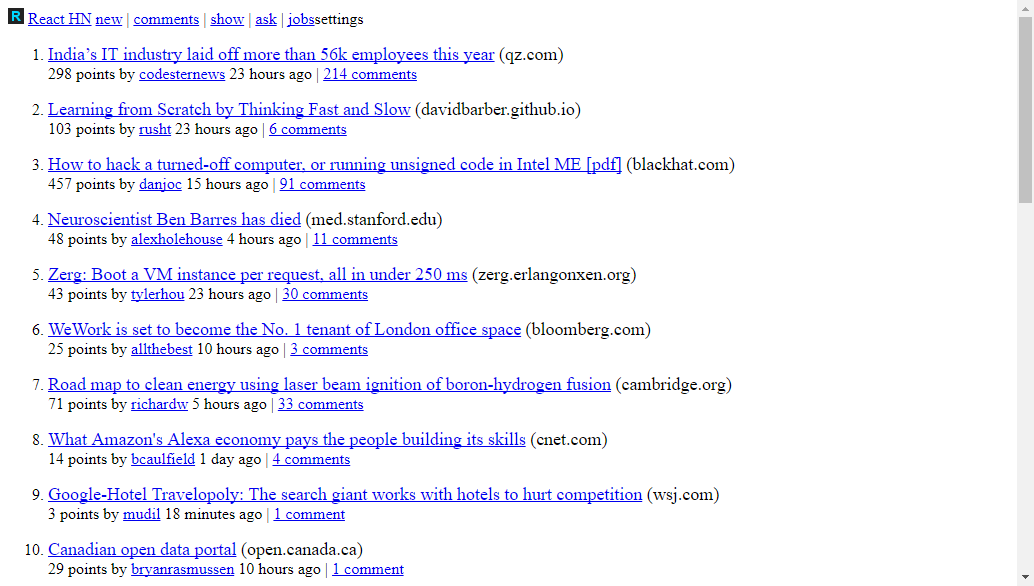 R React HN new | comments | show | ask | jobssettings
1. India’s IT industry laid off more than 56k employees this year (qz.com)
298 points by codesternews 23 hours ago | 214 comments
2. Learning from Scratch by Thinking Fast and Slow (davidbarber.github.io)
103 points by rusht 23 hours ago | 6 comments
3. How to hack a turned-off computer, or running unsigned code in Intel ME [pdf] (blackhat.com)
457 points by danjoc 15 hours ago | 91 comments
4. Neuroscientist Ben Barres has died (med.stanford.edu)
48 points by alexholehouse 4 hours ago | 11 comments
5. Zerg: Boot a VM instance per request, all in under 250 ms (zerg.erlangonxen.org)
43 points by tylerhou 23 hours ago | 30 comments
6. WeWork is set to become the No. 1 tenant of London office space (bloomberg.com)
25 points by allthebest 10 hours ago | 3 comments
7. Road map to clean energy using laser beam ignition of boron-hydrogen fusion (cambridge.org)
71 points by richardw 5 hours ago | 33 comments
8. What Amazon's Alexa economy pays the people building its skills (cnet.com)
14 points by bcaulfield 1 day ago | 4 comments
9. Google-Hotel Travelopoly: The search giant works with hotels to hurt competition (wsj.com)
3 points by mudil 18 minutes ago | 1 comment
10. Canadian open data portal (open.canada.ca)
29 points by bryanrasmussen 10 hours ago | 1 comment